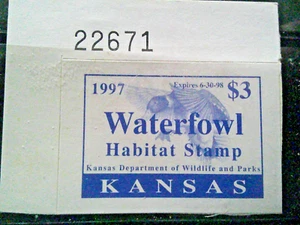 22671
1997 Expires 6-30-98 $3
Waterfowl
Habitat Stamp
Kansas Department of Wildlife and Parks
KANSAS